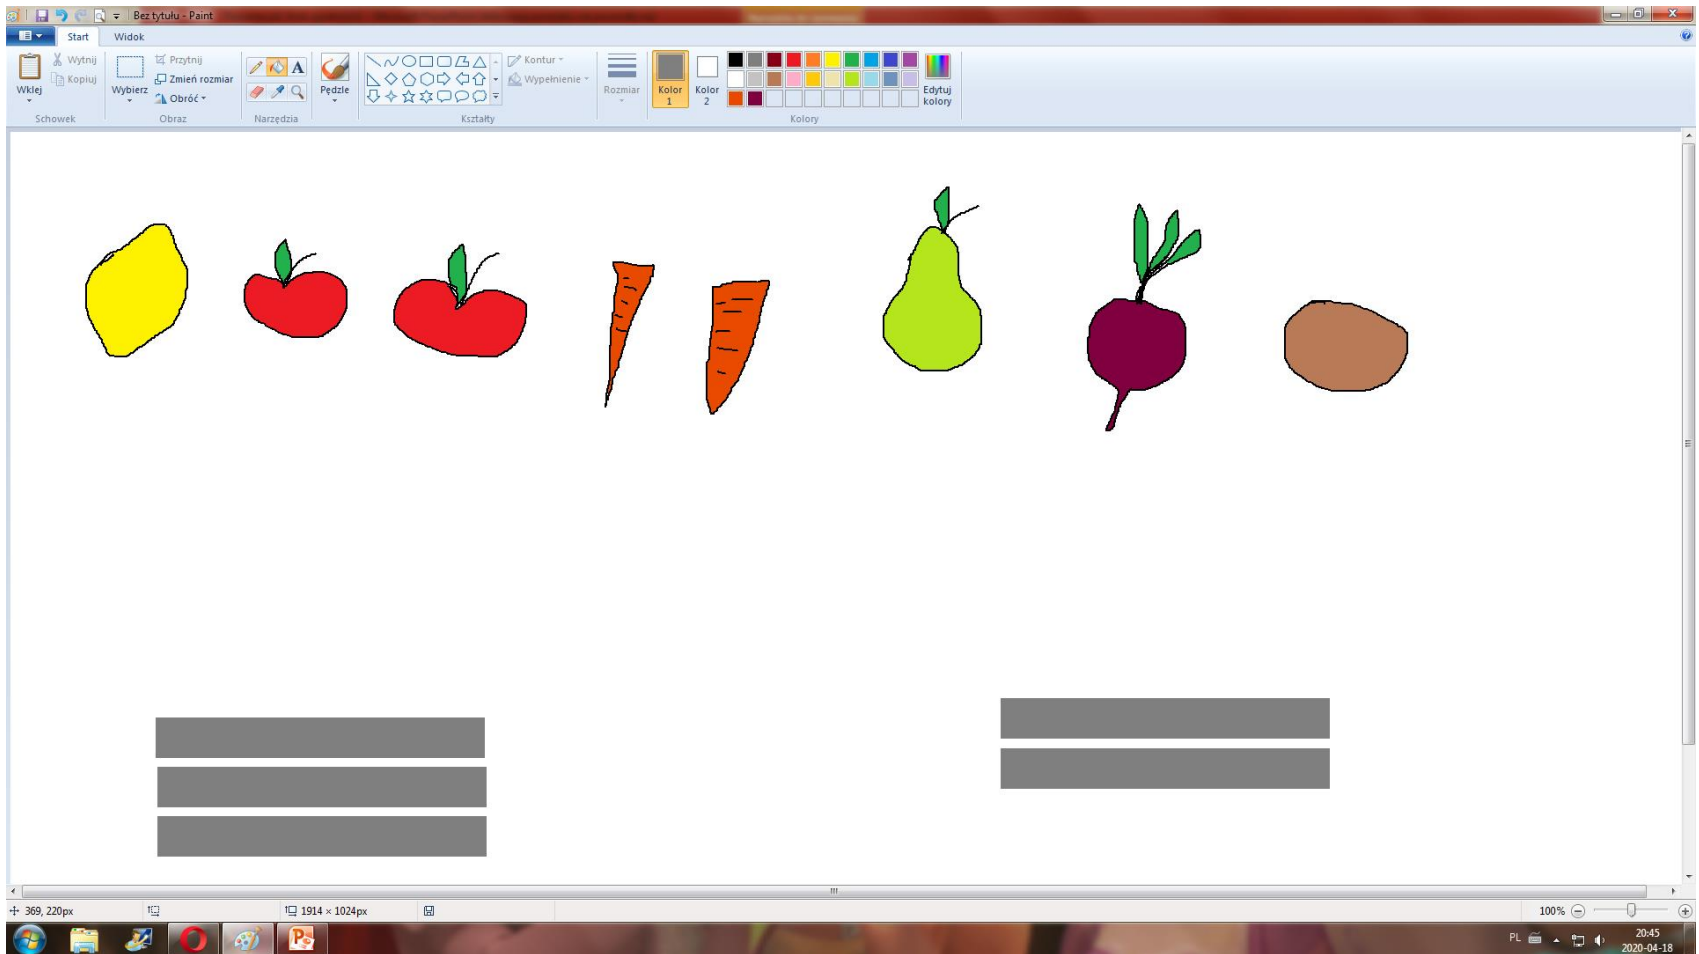 Bez tytułu - Paint
Start Widok
Wklej
Wytnij
Kopiuj
Schowek
Wybierz
Przytnij
Zmień rozmiar
Obróć
Obraz
A
Narzędzia
Pędzle
Kontur
Wypełnienie
Kształty
Rozmiar
Kolor 1
Kolor 2
Edytuj kolory
Kolory
369, 220px
1914 × 1024px
100%
PL
20:45
2020-04-18